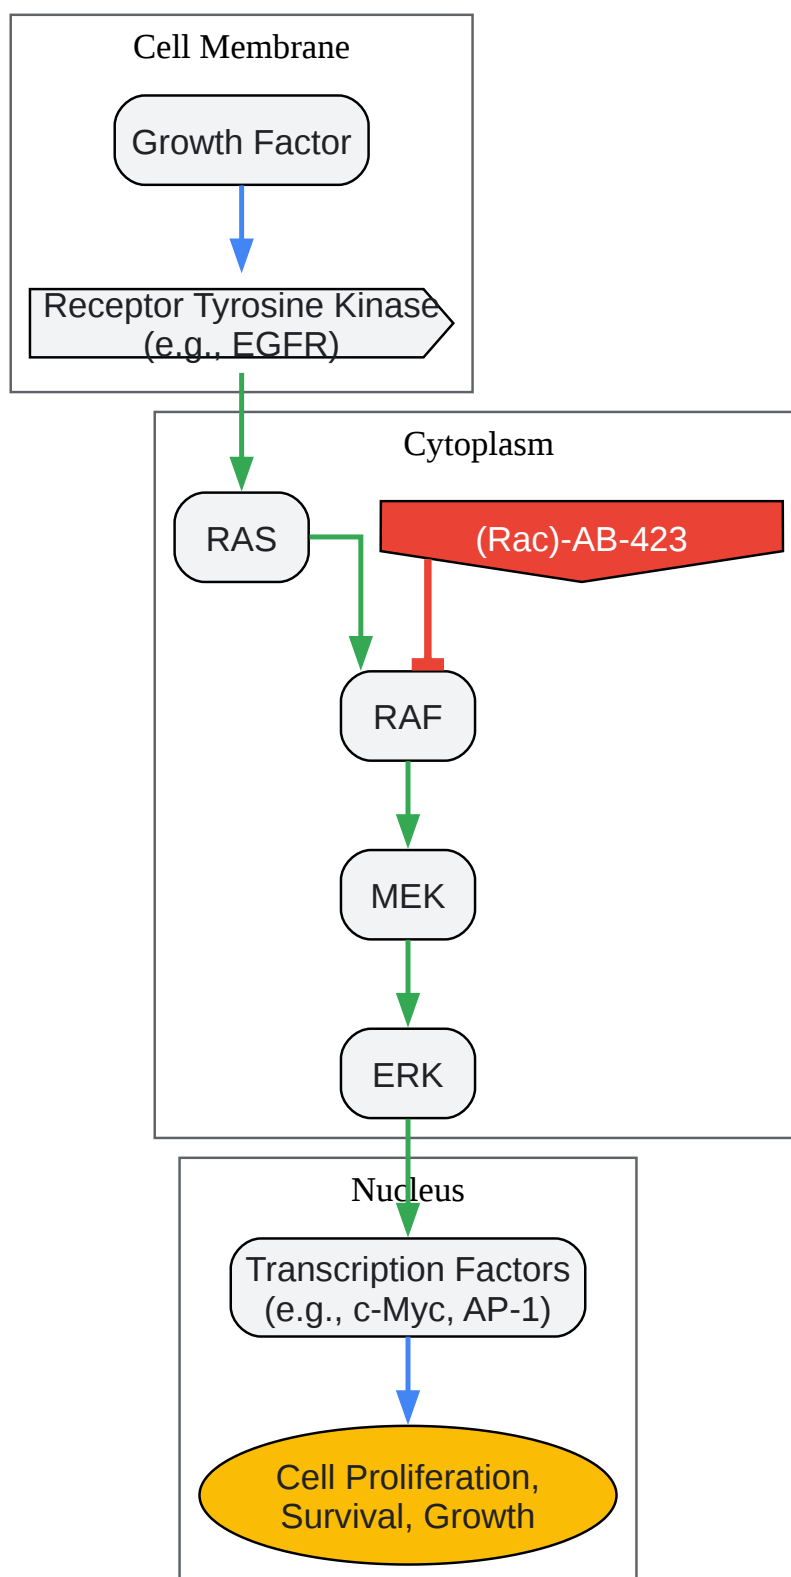 Cell Membrane
Growth Factor
Receptor Tyrosine Kinase
(e.g., EGFR)
Cytoplasm
RAS
(Rac)-AB-423
RAF
MEK
ERK
Nucleus
Transcription Factors
(e.g., c-Myc, AP-1)
Cell Proliferation,
Survival, Growth